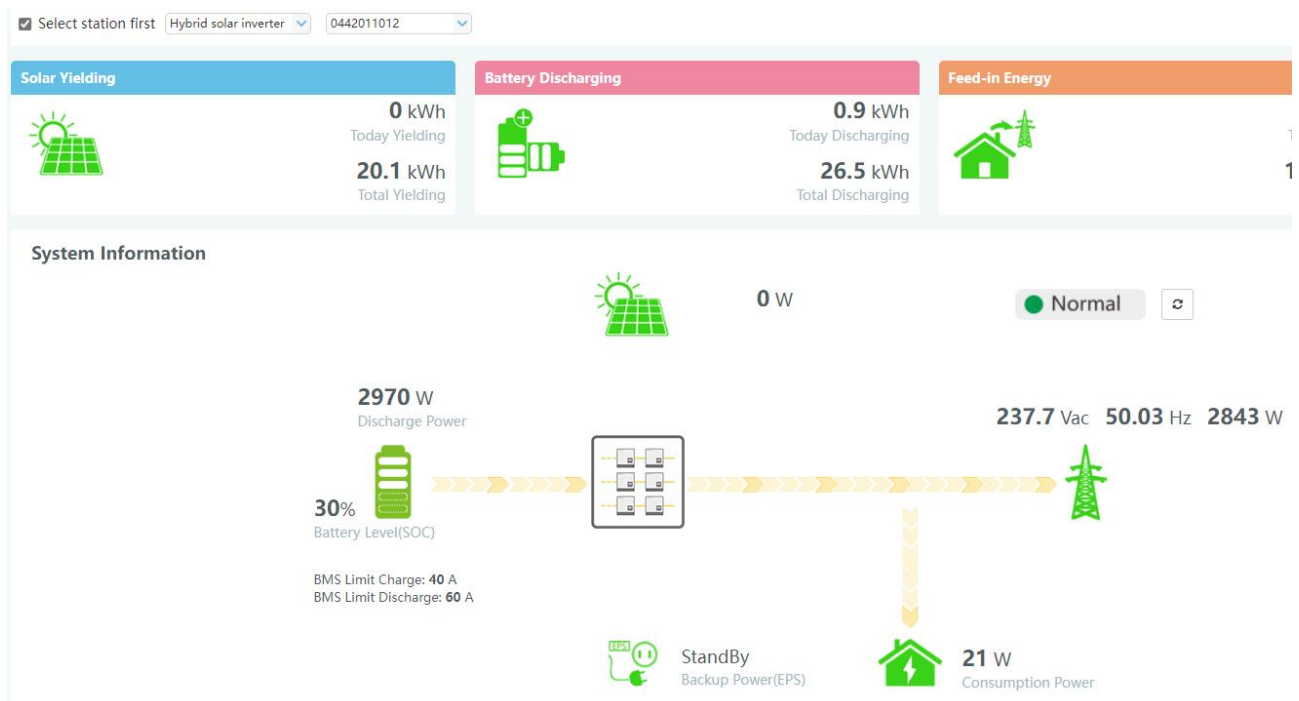 Select station first Hybrid solar inverter 0442011012
Solar Yielding
0 kWh
Today Yielding
20.1 kWh
Total Yielding
Battery Discharging
0.9 kWh
Today Discharging
26.5 kWh
Total Discharging
Feed-in Energy
System Information
0 W
Normal
2970 W
Discharge Power
237.7 Vac 50.03 Hz 2843 W
30%
Battery Level(SOC)
BMS Limit Charge: 40 A
BMS Limit Discharge: 60 A
EPS
StandBy
Backup Power(EPS)
21 W
Consumption Power